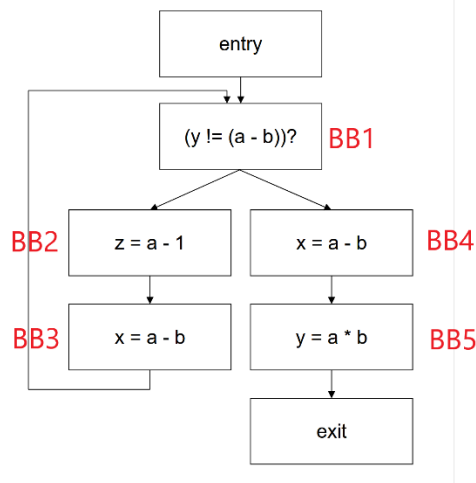 entry
(y != (a - b))?
BB1
BB2
z = a - 1
x = a - b
BB4
BB3
x = a - b
y = a * b
BB5
exit